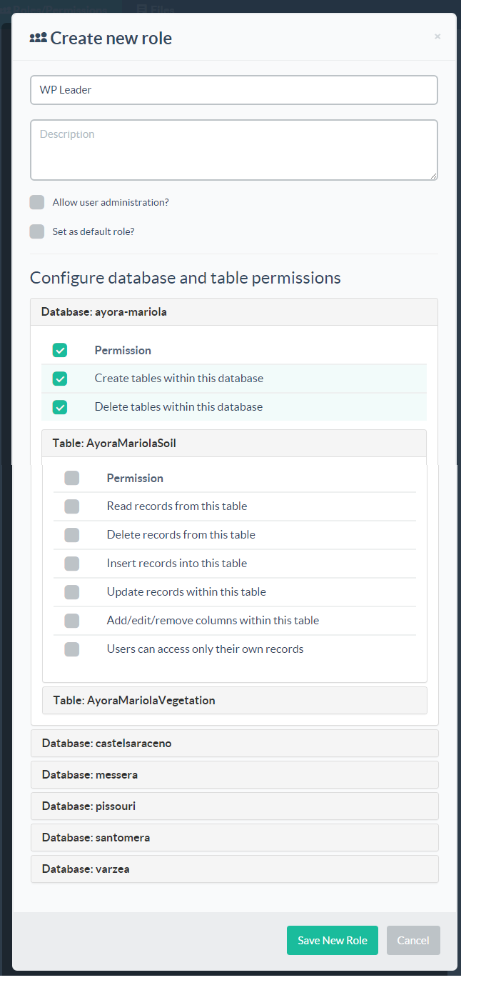 Files
Create new role
×
WP Leader
Description
Allow user administration?
Set as default role?
Configure database and table permissions
Database: ayora-mariola
Permission
Create tables within this database
Delete tables within this database
Table: AyoraMariolaSoil
Permission
Read records from this table
Delete records from this table
Insert records into this table
Update records within this table
Add/edit/remove columns within this table
Users can access only their own records
Table: AyoraMariolaVegetation
Database: castelsaraceno
Database: messera
Database: pissouri
Database: santomera
Database: varzea
Save New Role Cancel